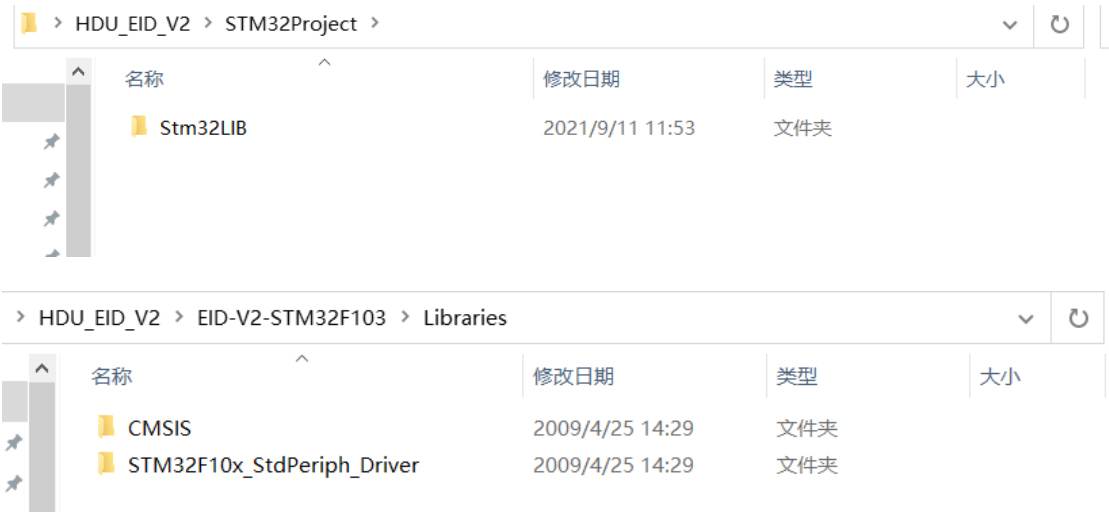 HDU_EID_V2 > STM32Project >
名称 修改日期 类型 大小
Stm32LIB 2021/9/11 11:53 文件夹
> HDU_EID_V2 > EID-V2-STM32F103 > Libraries
名称 修改日期 类型 大小
CMSIS 2009/4/25 14:29 文件夹
STM32F10x_StdPeriph_Driver 2009/4/25 14:29 文件夹